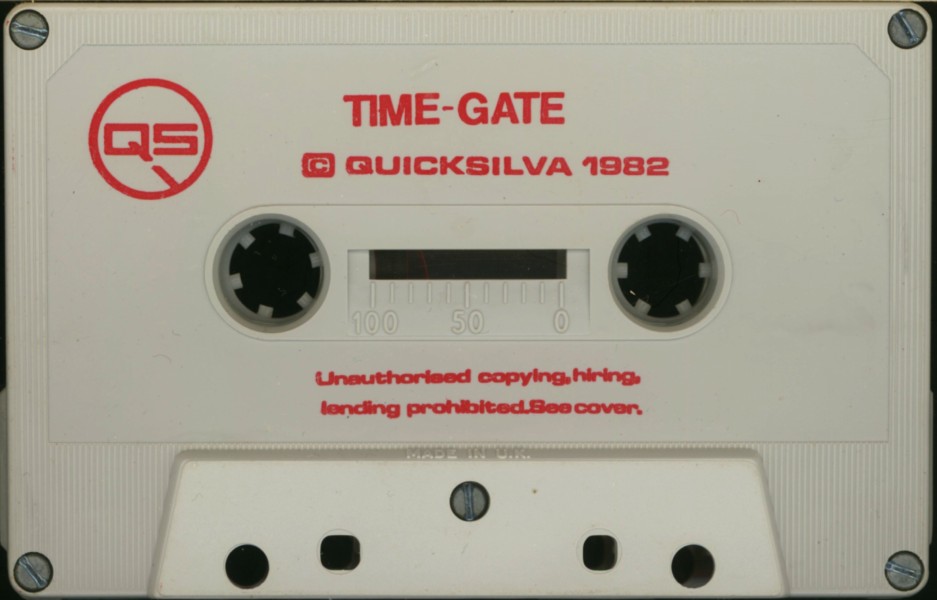 QS
TIME-GATE
© QUICKSILVA 1982
100 50 0
Unauthorised copying, hiring,
lending prohibited. See cover.
MADE IN U.K.